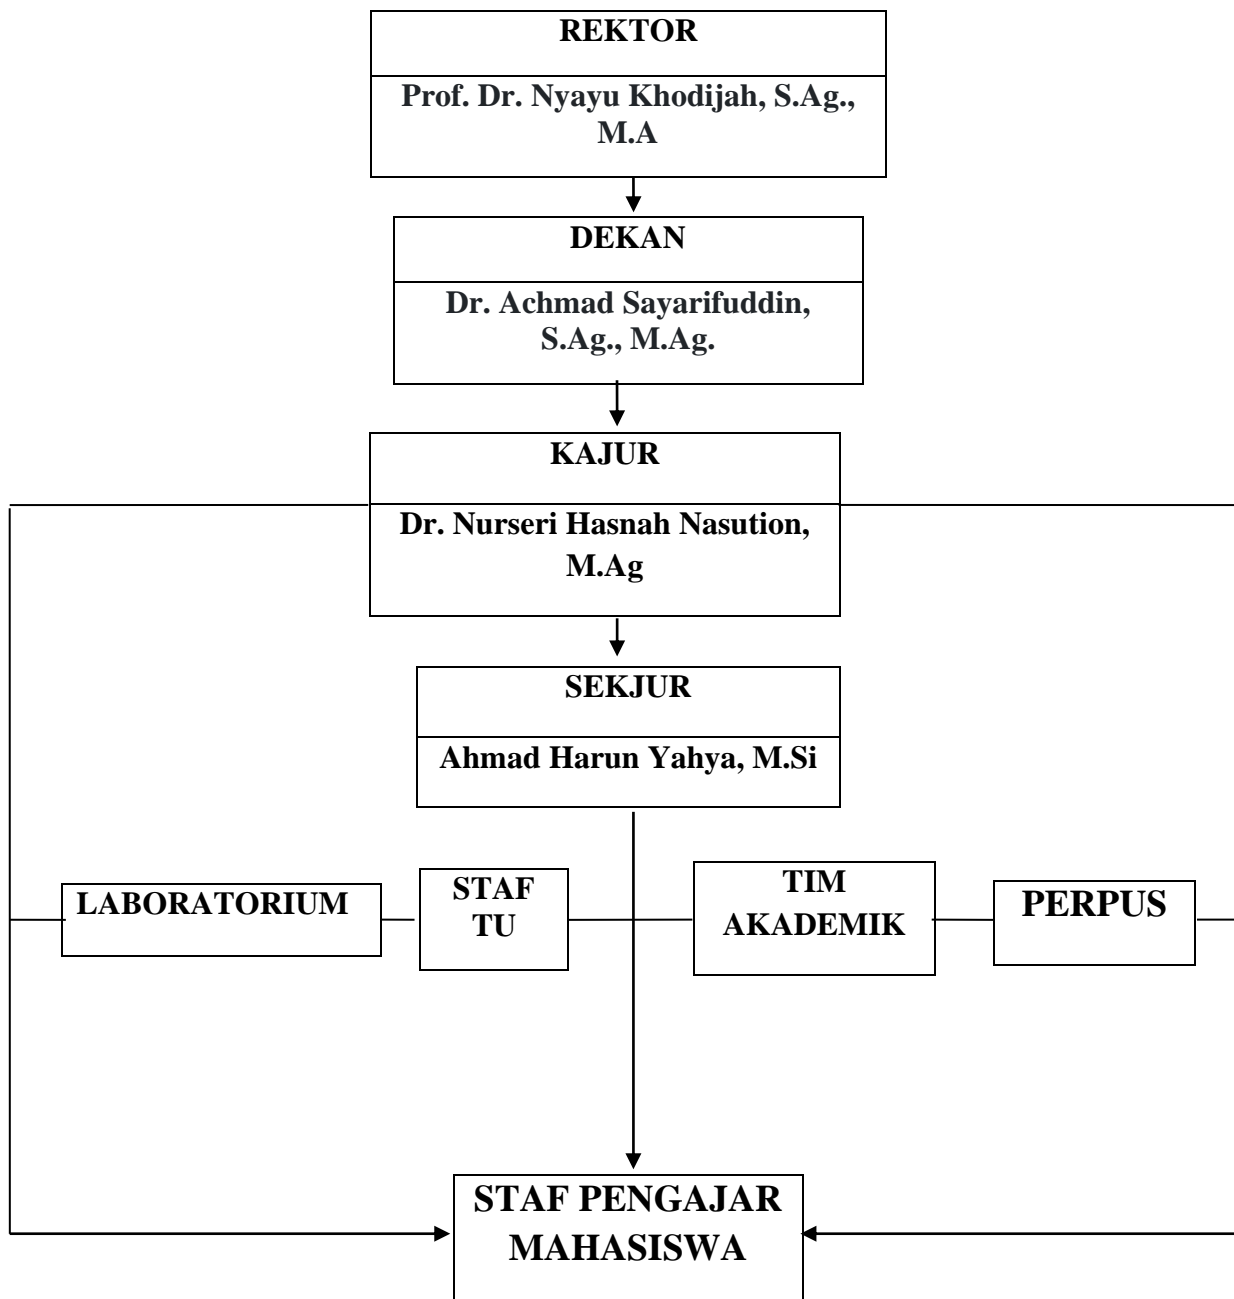 REKTOR
Prof. Dr. Nyayu Khodijah, S.Ag.,
M.A
DEKAN
Dr. Achmad Sayarifuddin,
S.Ag., M.Ag.
KAJUR
Dr. Nurseri Hasnah Nasution,
M.Ag
SEKJUR
Ahmad Harun Yahya, M.Si
LABORATORIUM
STAF
TU
TIM
AKADEMIK
PERPUS
STAF PENGAJAR
MAHASISWA